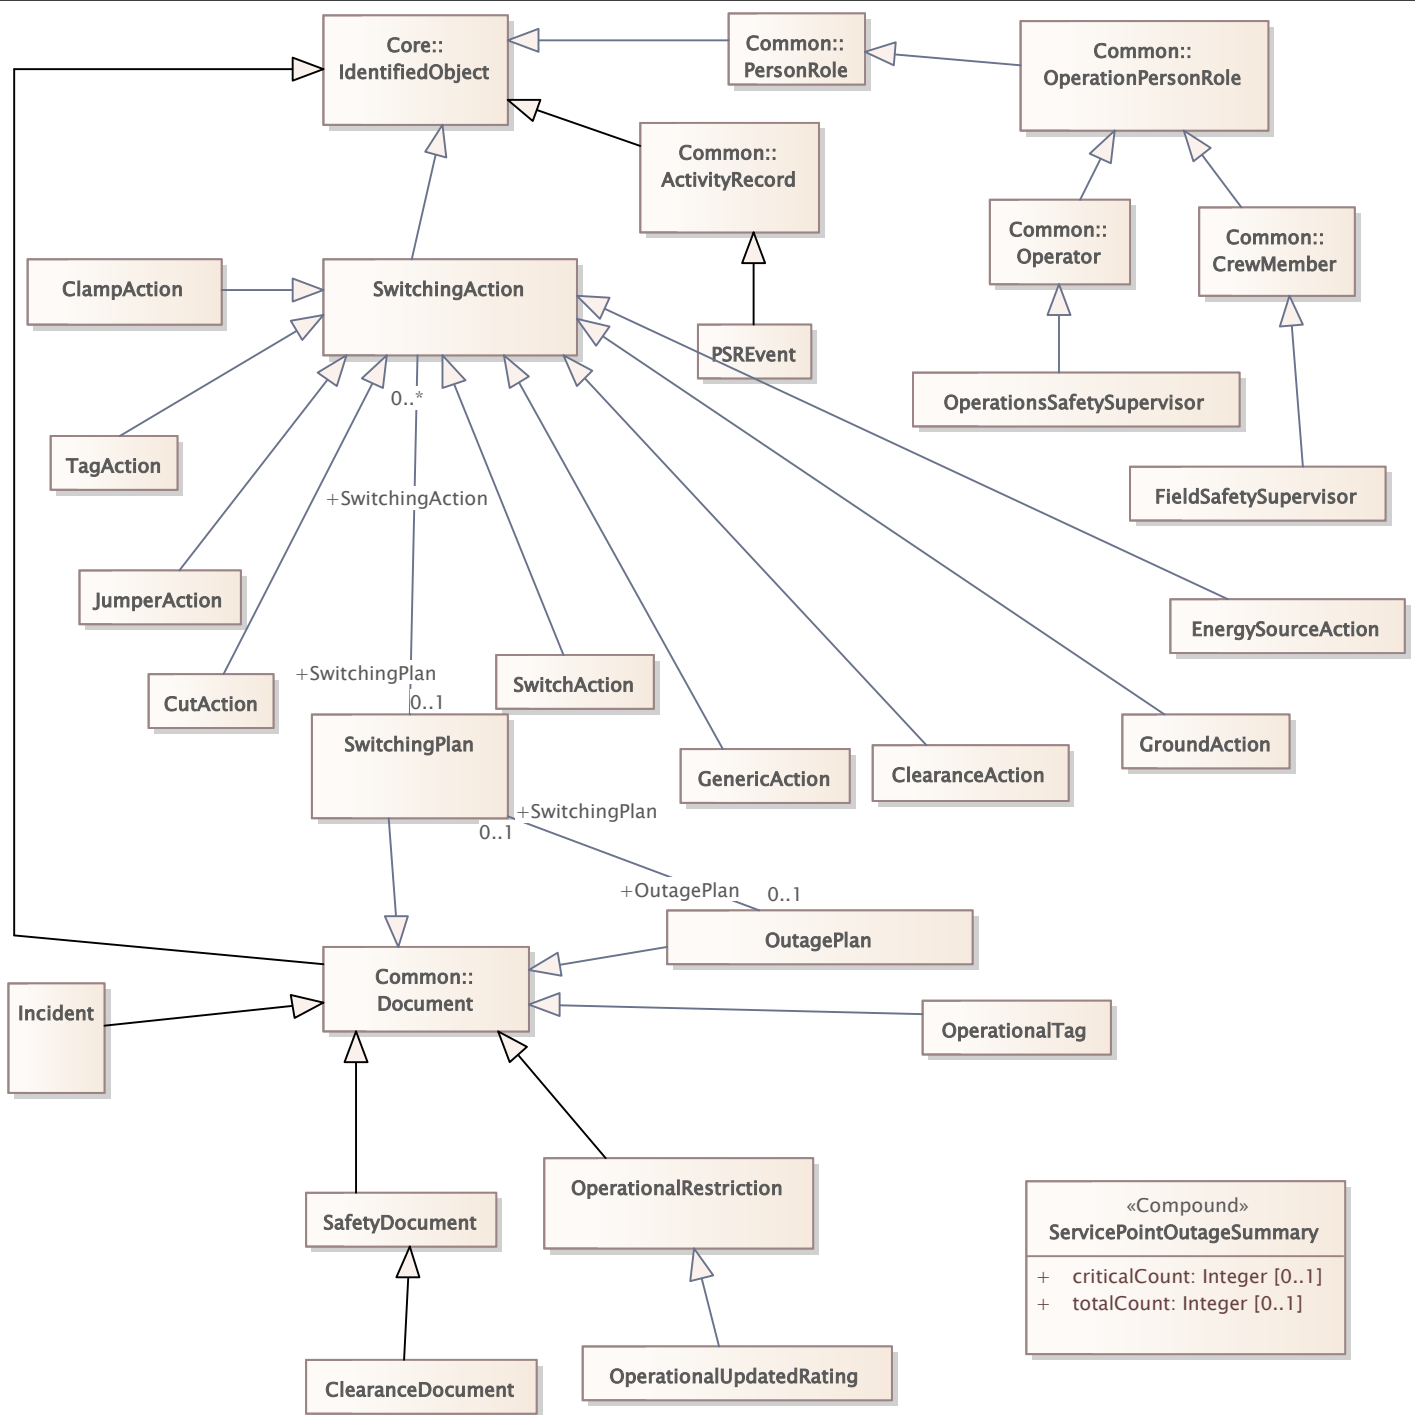 Core::
IdentifiedObject
Common::
PersonRole
Common::
OperationPersonRole
Common::
ActivityRecord
Common::
Operator
Common::
CrewMember
ClampAction
SwitchingAction
PSREvent
0..*
OperationsSafetySupervisor
TagAction
+SwitchingAction
FieldSafetySupervisor
JumperAction
EnergySourceAction
+SwitchingPlan
SwitchAction
CutAction
0..1
SwitchingPlan
GenericAction
ClearanceAction
GroundAction
+SwitchingPlan
0..1
+OutagePlan
0..1
OutagePlan
Common::
Document
Incident
OperationalTag
SafetyDocument
OperationalRestriction
«Compound»
ServicePointOutageSummary
+ criticalCount: Integer [0..1]
+ totalCount: Integer [0..1]
ClearanceDocument
OperationalUpdatedRating